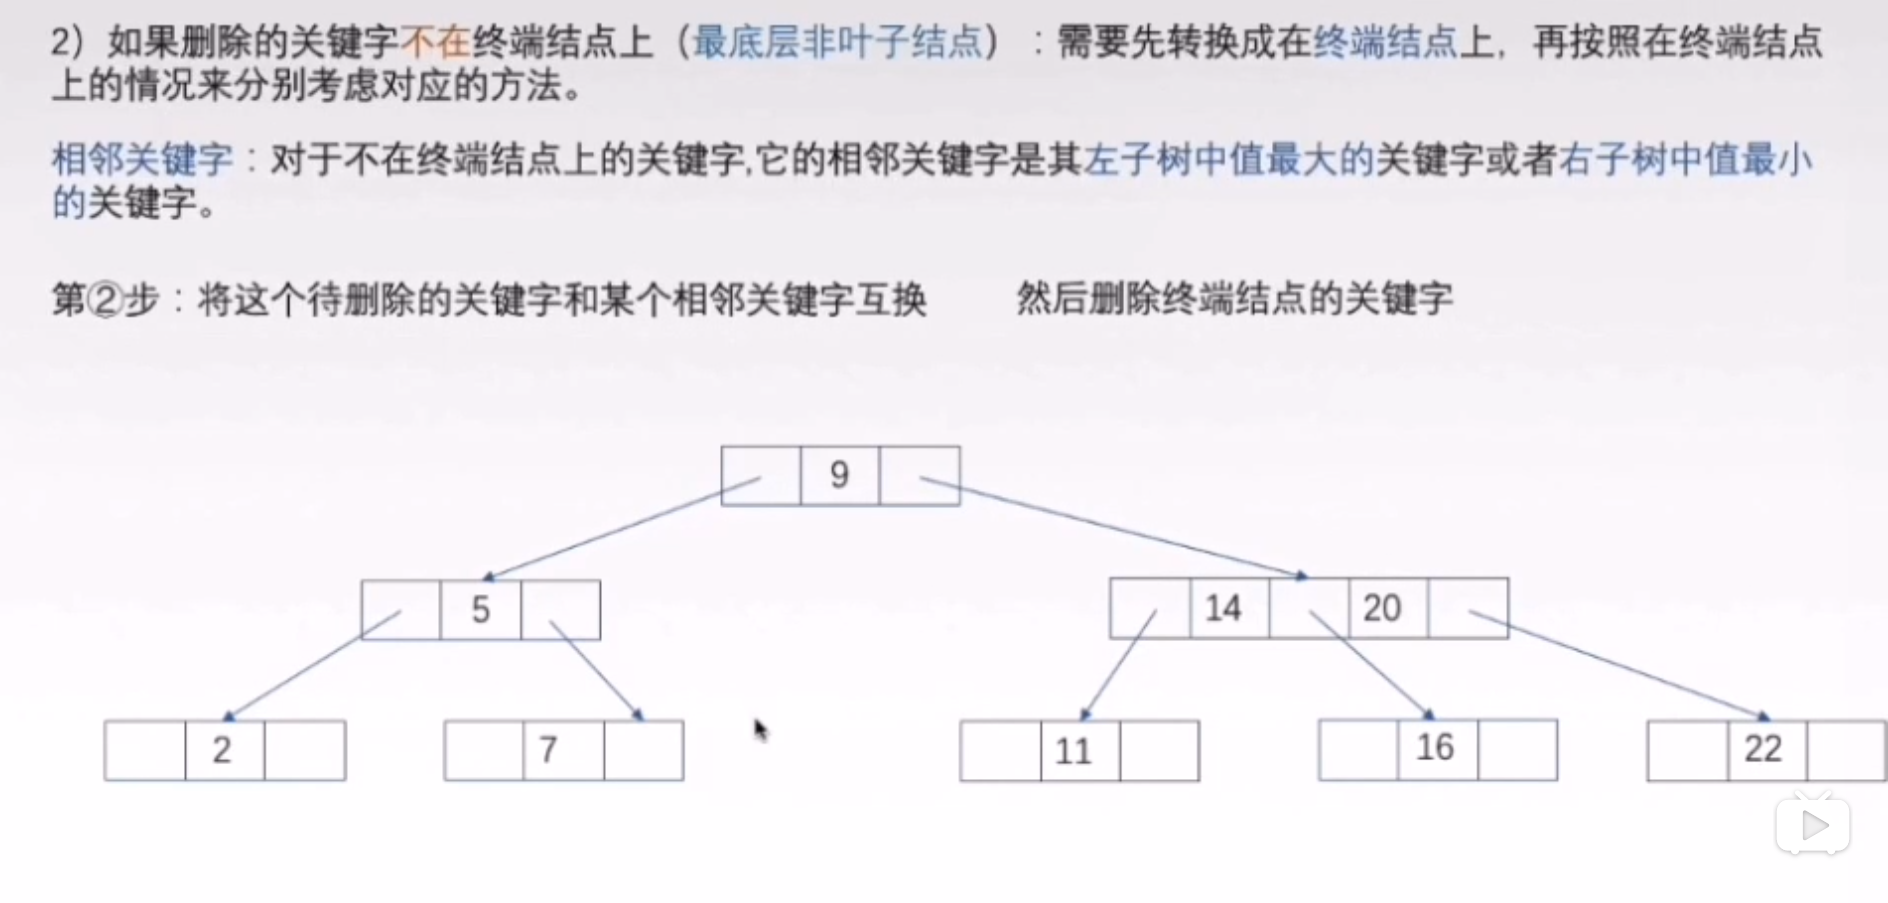 2）如果删除的关键字不在终端结点上（最底层非叶子结点）：需要先转换成在终端结点上，再按照在终端结点
上的情况来分别考虑对应的方法。
相邻关键字：对于不在终端结点上的关键字,它的相邻关键字是其左子树中值最大的关键字或者右子树中值最小
的关键字。
第②步：将这个待删除的关键字和某个相邻关键字互换 然后删除终端结点的关键字
9
5 14 20
2 7 11 16 22